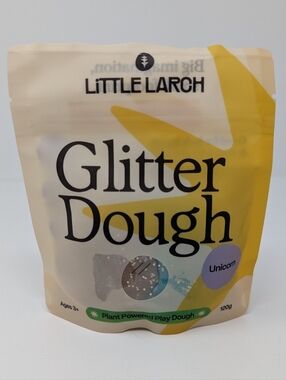 LiTTLE LARCH
Glitter
Dough
Unicorn
Ages 3+
Plant Powered Play Dough
120g